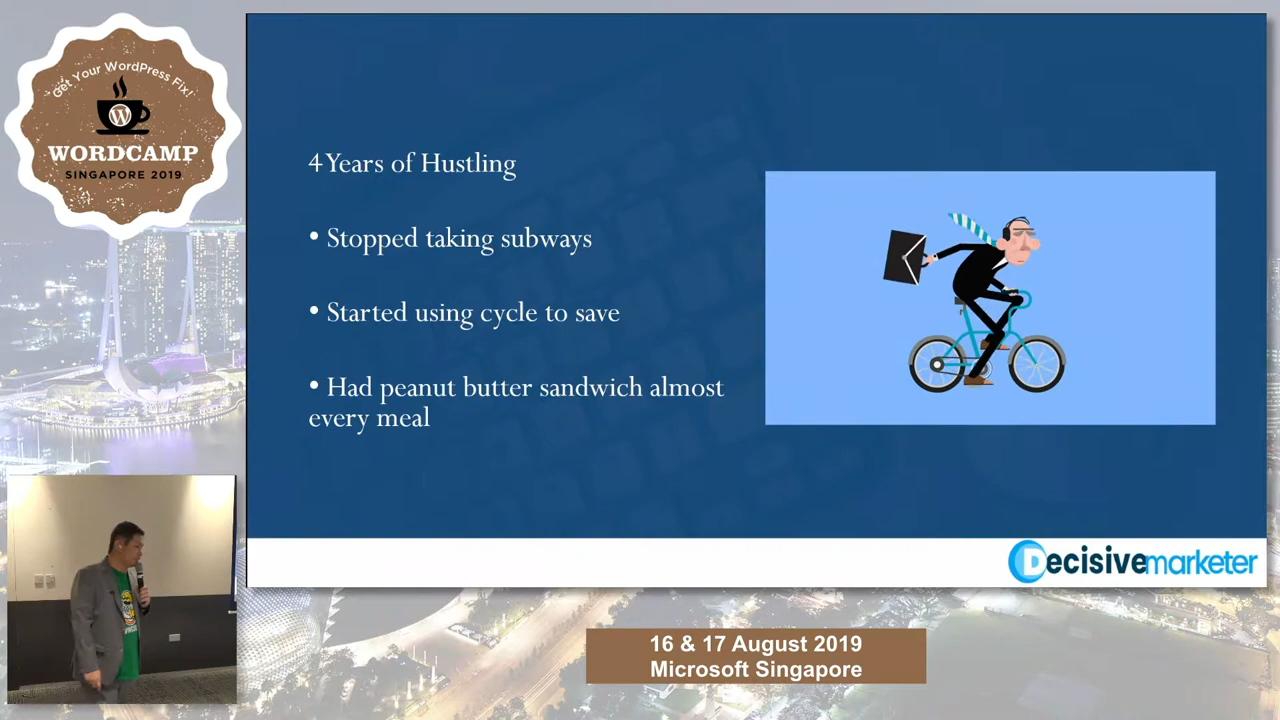 Get Your WordPress Fix!
WORDCAMP
SINGAPORE 2019
4 Years of Hustling
• Stopped taking subways
• Started using cycle to save
• Had peanut butter sandwich almost
every meal
Decisivemarketer
16 & 17 August 2019
Microsoft Singapore